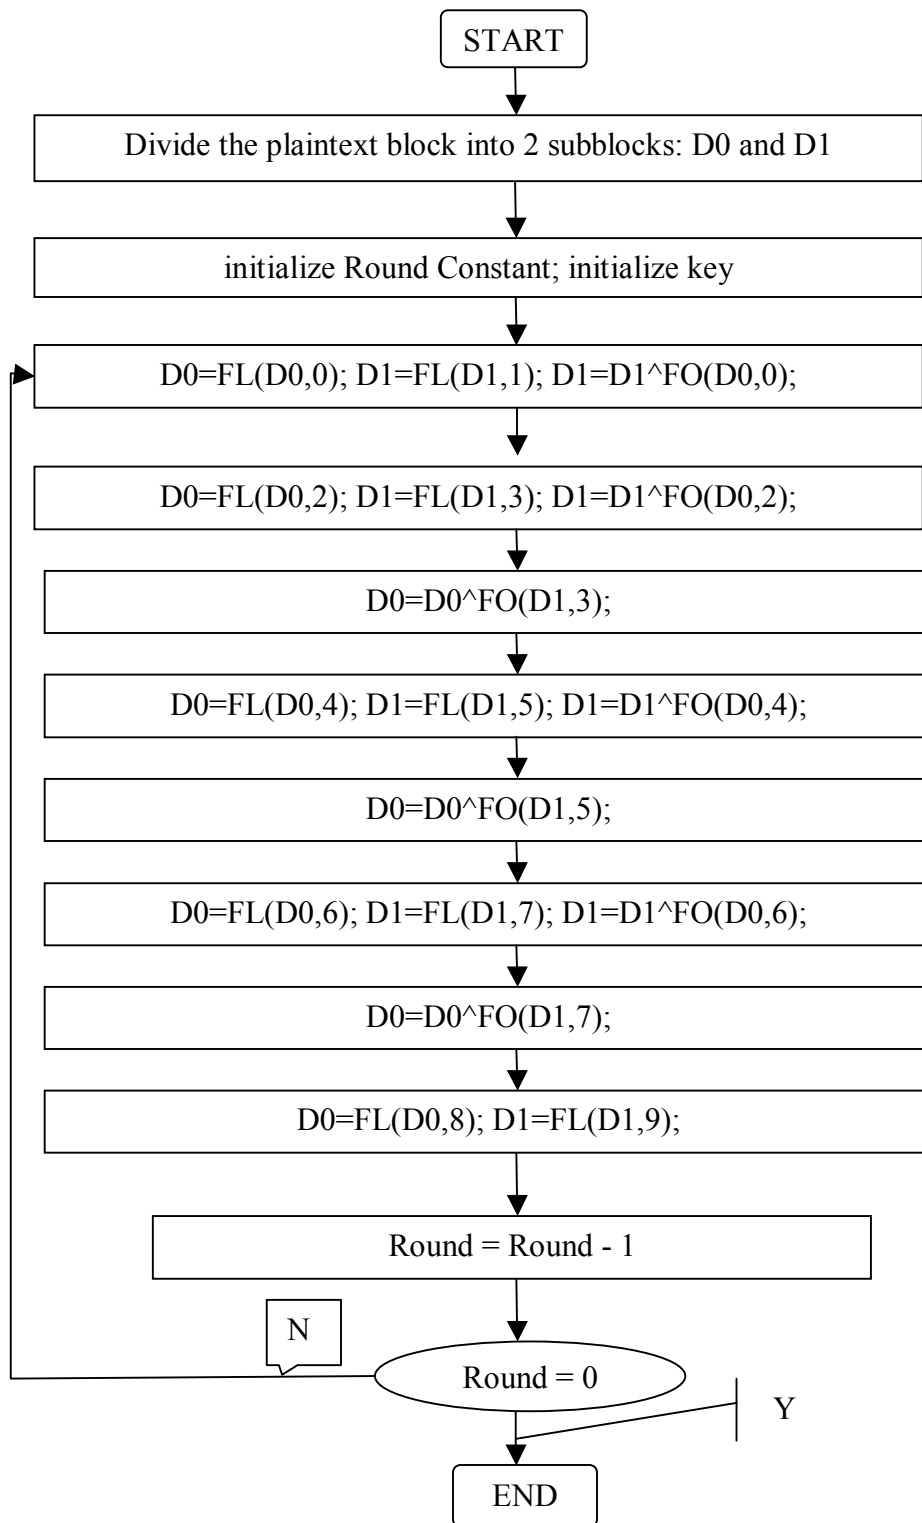 START
Divide the plaintext block into 2 subblocks: D0 and D1
initialize Round Constant; initialize key
D0=FL(D0,0); D1=FL(D1,1); D1=D1^FO(D0,0);
D0=FL(D0,2); D1=FL(D1,3); D1=D1^FO(D0,2);
D0=D0^FO(D1,3);
D0=FL(D0,4); D1=FL(D1,5); D1=D1^FO(D0,4);
D0=D0^FO(D1,5);
D0=FL(D0,6); D1=FL(D1,7); D1=D1^FO(D0,6);
D0=D0^FO(D1,7);
D0=FL(D0,8); D1=FL(D1,9);
Round = Round - 1
N
Round = 0
Y
END